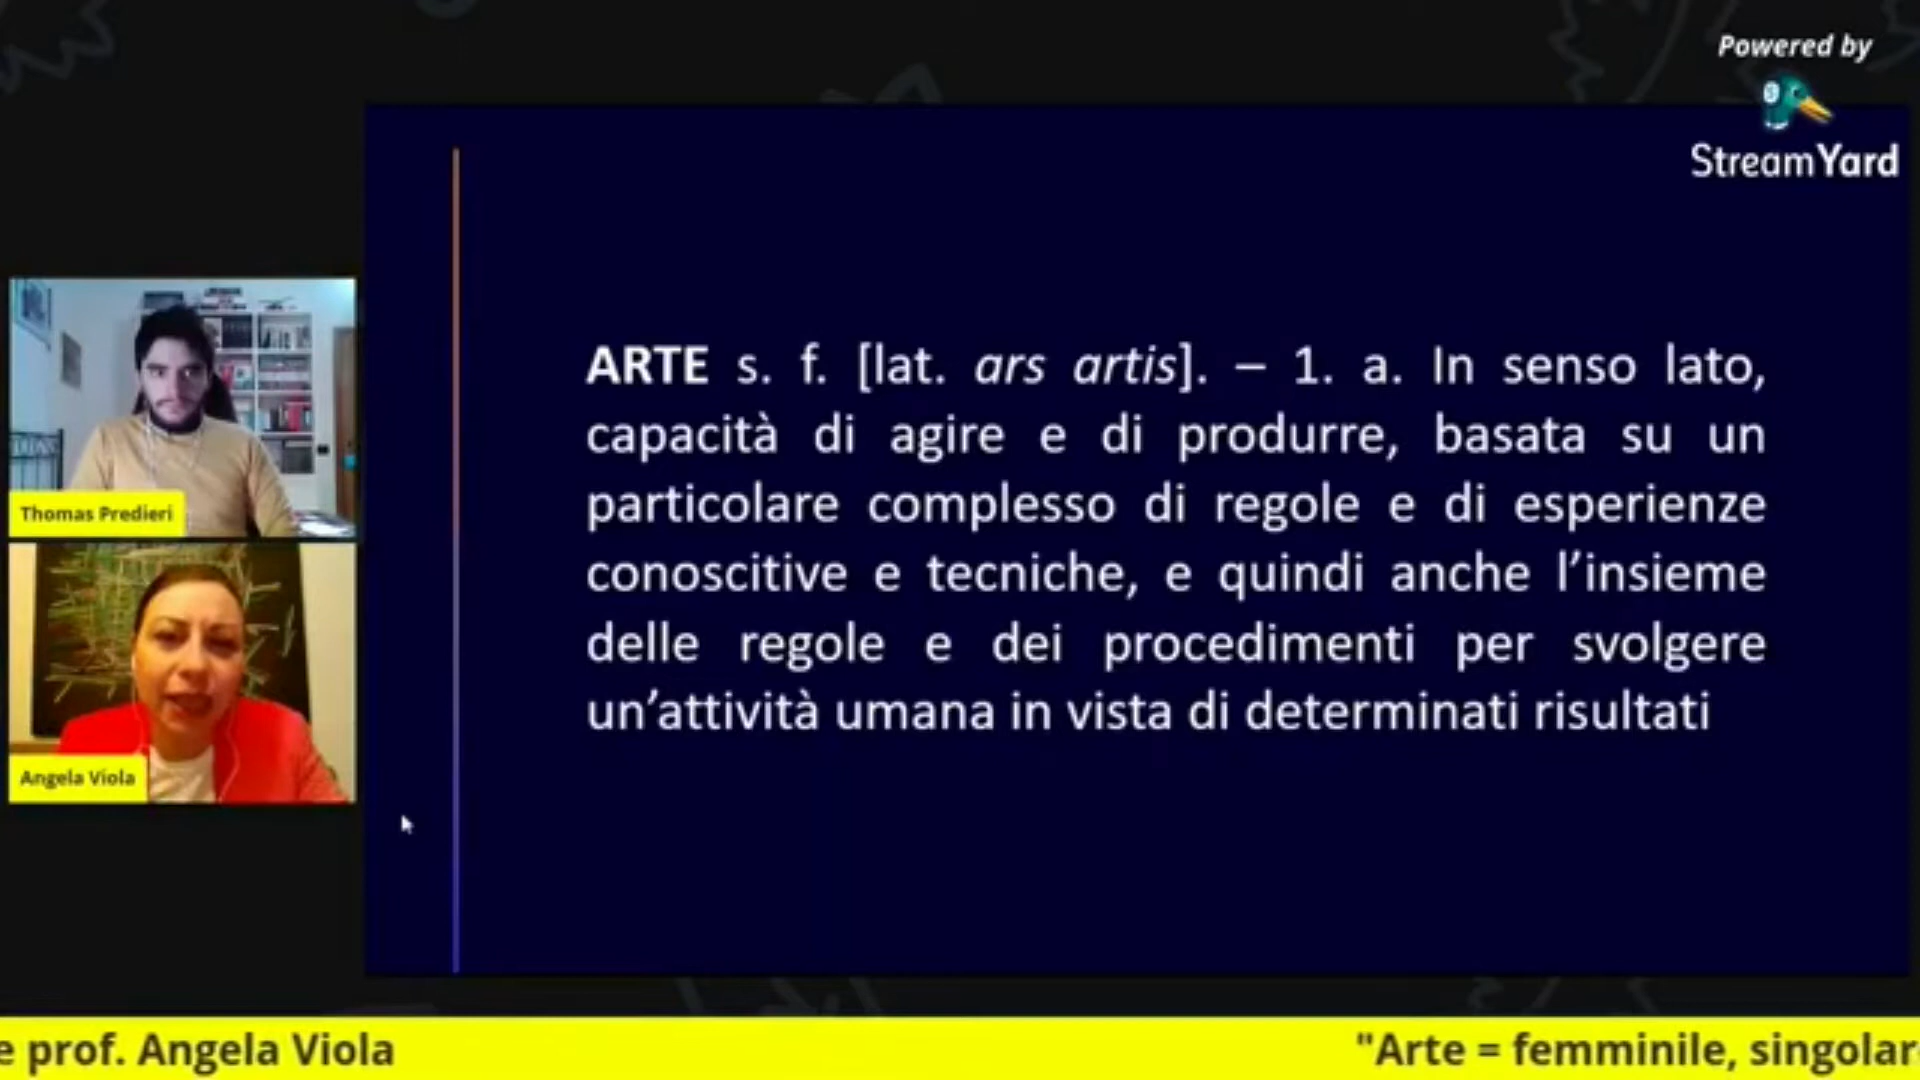 Powered by
StreamYard
ARTE s. f. [lat. ars artis]. – 1. a. In senso lato,
capacità di agire e di produrre, basata su un
particolare complesso di regole e di esperienze
conoscitive e tecniche, e quindi anche l’insieme
delle regole e dei procedimenti per svolgere
un’attività umana in vista di determinati risultati
Thomas Predieri
Angela Viola
e prof. Angela Viola
"Arte = femminile, singolar